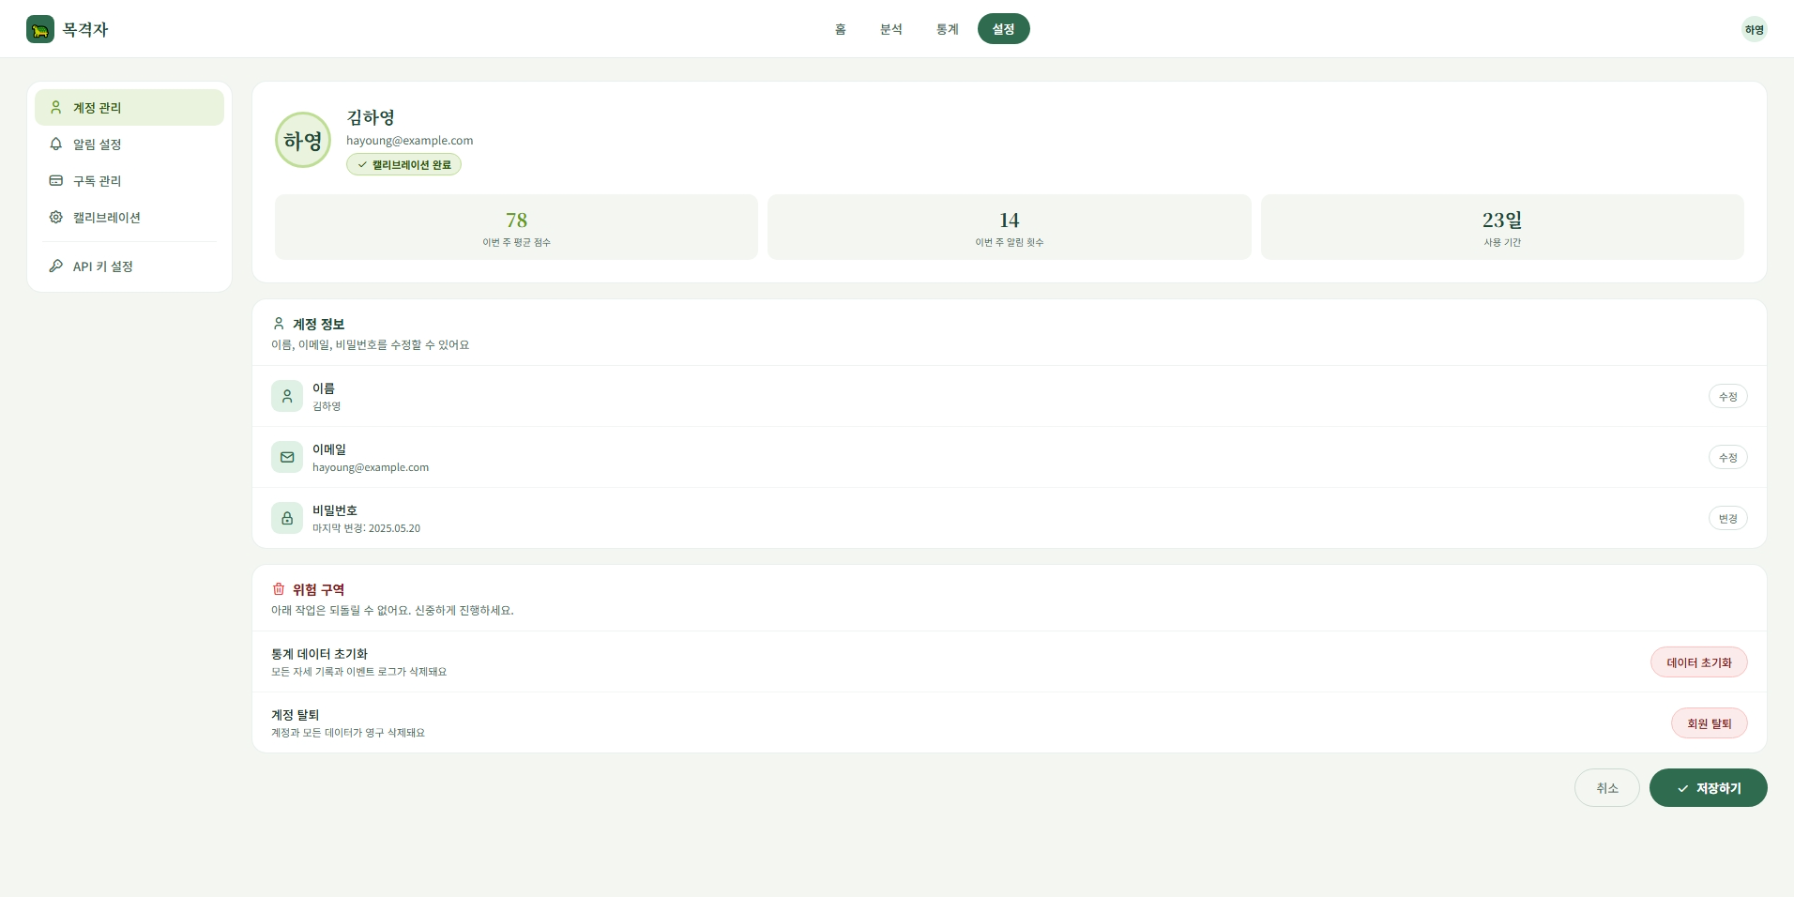 목격자
홈
분석
통계
설정
하영
계정 관리
알림 설정
구독 관리
캘리브레이션
API 키 설정
하영
김하영
hayoung@example.com
캘리브레이션 완료
78
이번 주 평균 점수
14
이번 주 알림 횟수
23일
사용 기간
계정 정보
이름, 이메일, 비밀번호를 수정할 수 있어요
이름
김하영
수정
이메일
hayoung@example.com
수정
비밀번호
마지막 변경: 2025.05.20
변경
위험 구역
아래 작업은 되돌릴 수 없어요. 신중하게 진행하세요.
통계 데이터 초기화
모든 자세 기록과 이벤트 로그가 삭제돼요
데이터 초기화
계정 탈퇴
계정과 모든 데이터가 영구 삭제돼요
회원 탈퇴
취소
저장하기